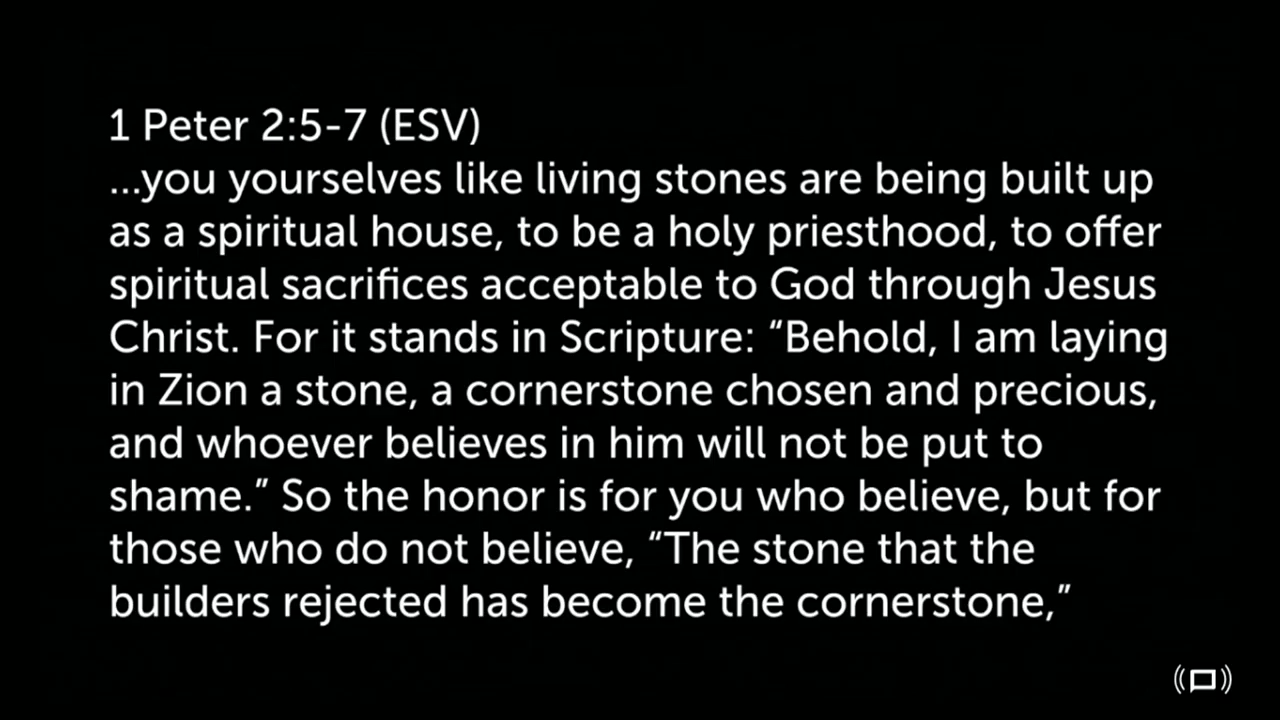 1 Peter 2:5-7 (ESV)
...you yourselves like living stones are being built up
as a spiritual house, to be a holy priesthood, to offer
spiritual sacrifices acceptable to God through Jesus
Christ. For it stands in Scripture: “Behold, I am laying
in Zion a stone, a cornerstone chosen and precious,
and whoever believes in him will not be put to
shame.” So the honor is for you who believe, but for
those who do not believe, “The stone that the
builders rejected has become the cornerstone,”